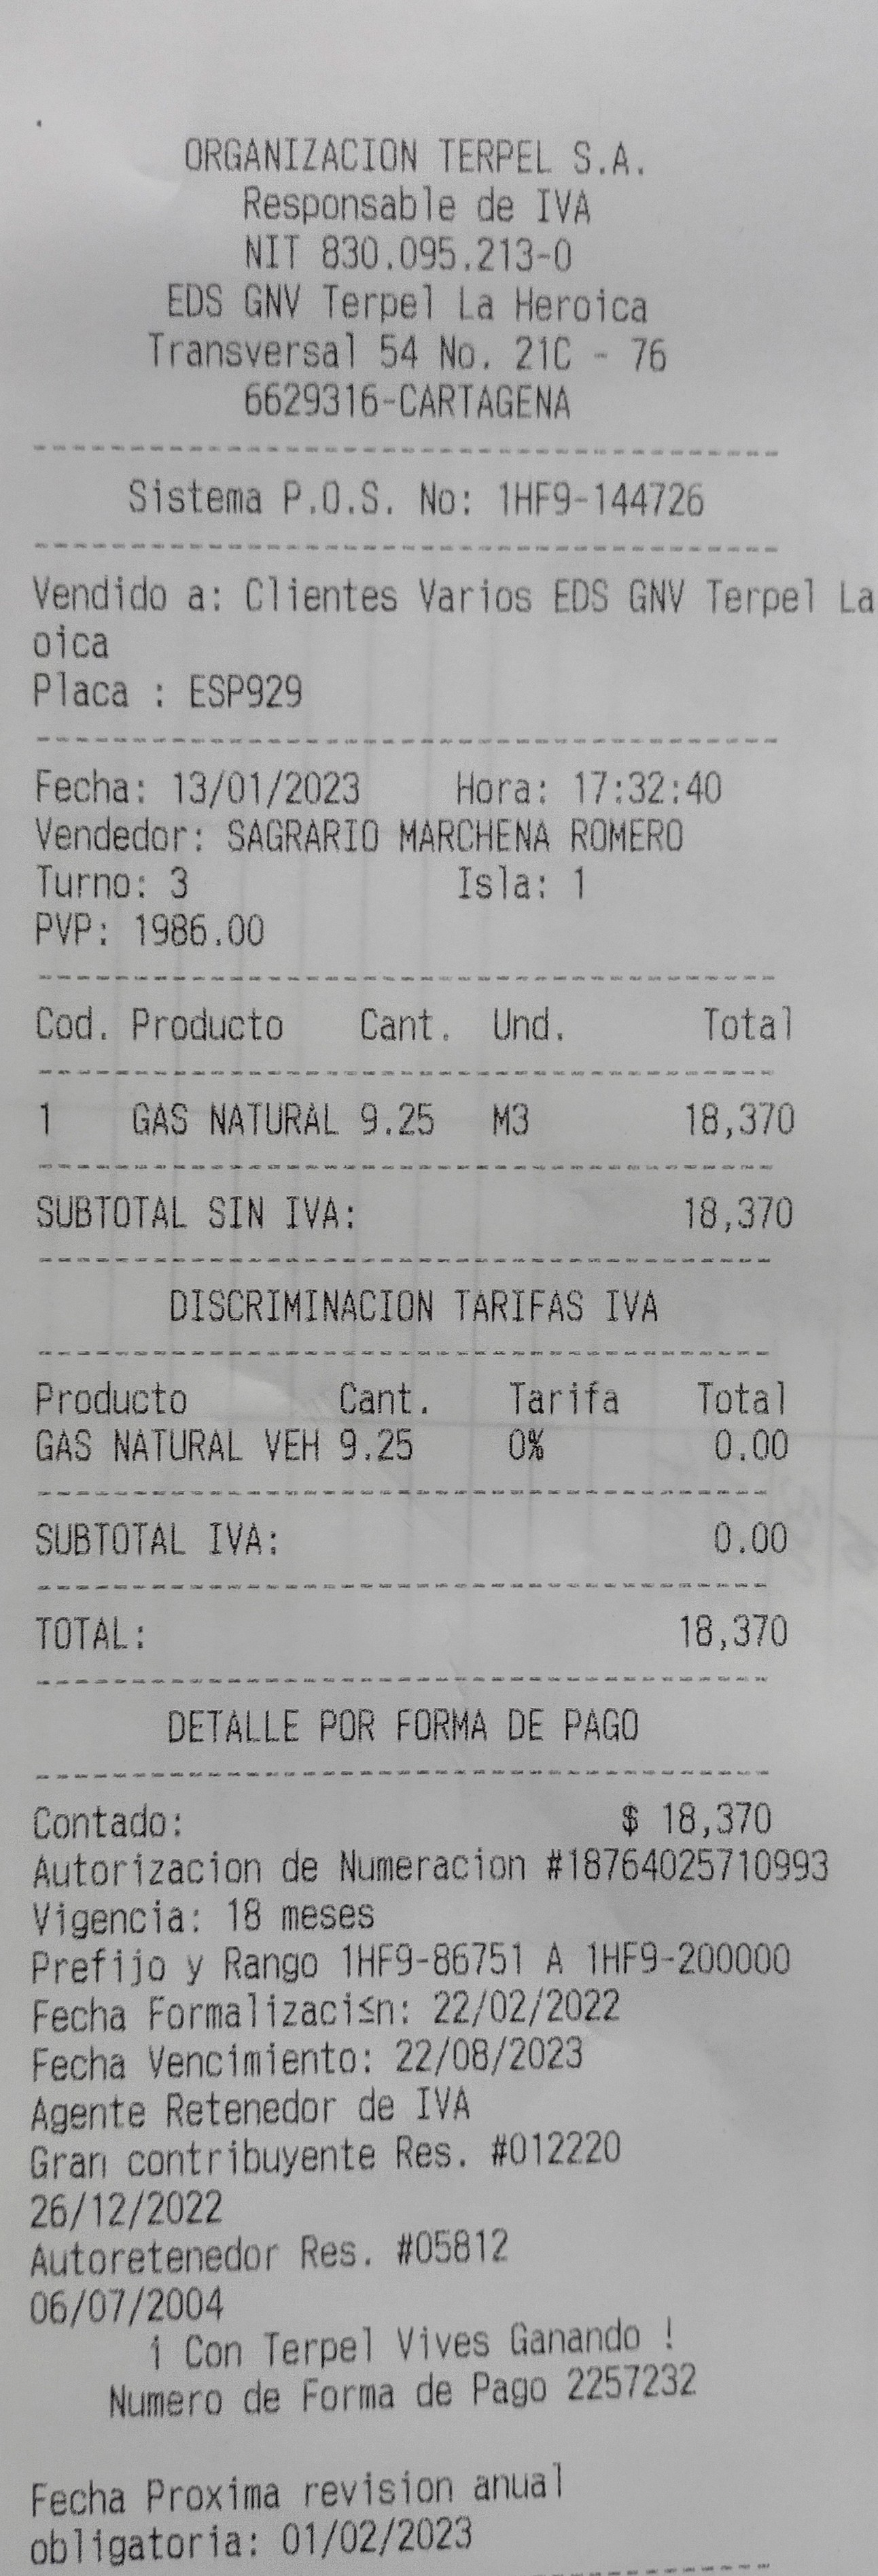 ORGANIZACION TERPEL S.A.
Responsable de IVA
NIT 830.095.213-0
EDS GNV Terpel La Heroica
Transversal 54 No. 21C - 76
6629316-CARTAGENA
Sistema P.O.S. No: 1HF9-144726
Vendido a: Clientes Varios EDS GNV Terpel La
oica
Placa : ESP929
Fecha: 13/01/2023 Hora: 17:32:40
Vendedor: SAGRARIO MARCHENA ROMERO
Turno: 3 Isla: 1
PVP: 1986.00
Cod. Producto Cant. Und. Total
1 GAS NATURAL 9.25 M3 18,370
SUBTOTAL SIN IVA: 18,370
DISCRIMINACION TARIFAS IVA
Producto Cant. Tarifa Total
GAS NATURAL VEH 9.25 0% 0.00
SUBTOTAL IVA: 0.00
TOTAL: 18,370
DETALLE POR FORMA DE PAGO
Contado: $ 18,370
Autorizacion de Numeracion #18764025710993
Vigencia: 18 meses
Prefijo y Rango 1HF9-86751 A 1HF9-200000
Fecha Formalizaci≤n: 22/02/2022
Fecha Vencimiento: 22/08/2023
Agente Retenedor de IVA
Gran contribuyente Res. #012220
26/12/2022
Autoretenedor Res. #05812
06/07/2004
¡ Con Terpel Vives Ganando !
Numero de Forma de Pago 2257232
Fecha Proxima revision anual
obligatoria: 01/02/2023